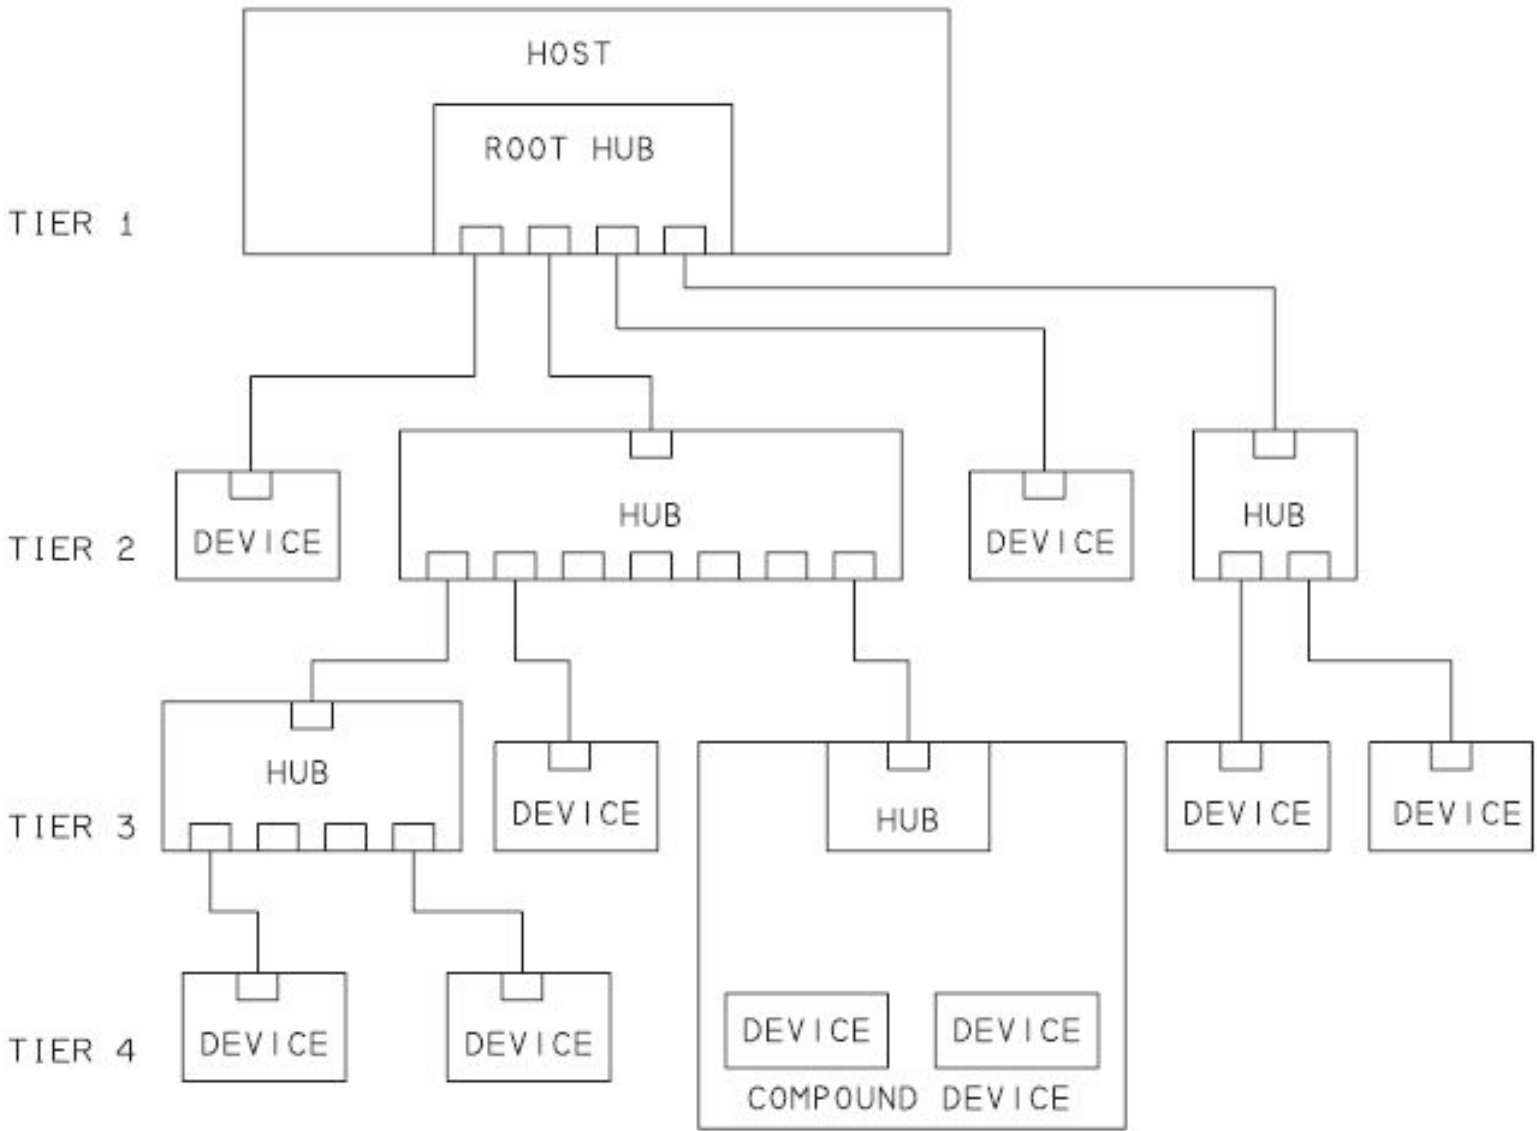 HOST
ROOT HUB
TIER 1
HUB
HUB
TIER 2
DEVICE
DEVICE
HUB
TIER 3
DEVICE
HUB
DEVICE
DEVICE
TIER 4
DEVICE
DEVICE
DEVICE
DEVICE
COMPOUND DEVICE